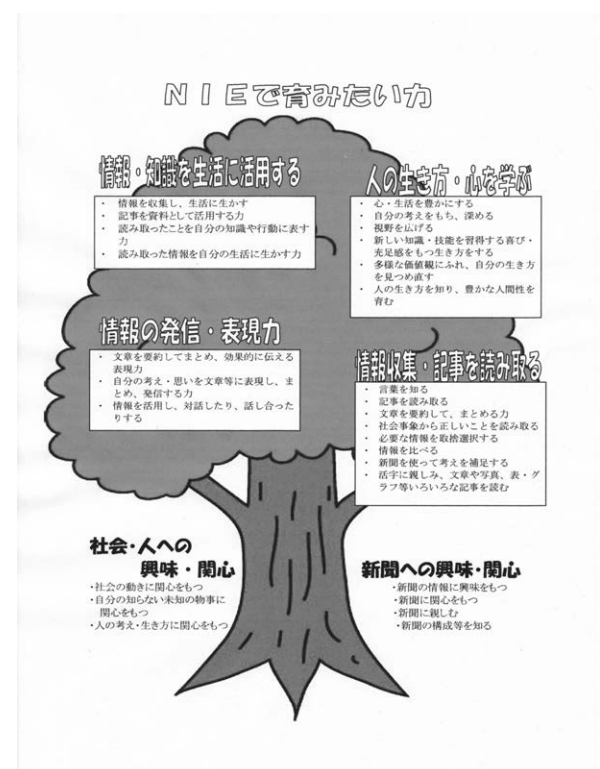 NIEで育みたい力
情報・知識を生活に活用する
・ 情報を収集し、生活に生かす
・ 記事を資料として活用する力
・ 読み取ったことを自分の知識や行動に表す
力
・ 読み取った情報を自分の生活に生かす力
人の生き方・心を学ぶ
・ 心・生活を豊かにする
・ 自分の考えをもち、深める
・ 視野を広げる
・ 新しい知識・技能を習得する喜び・
充足感をもつ生き方をする
・ 多様な価値観にふれ、自分の生き方
を見つめ直す
・ 人の生き方を知り、豊かな人間性を
育む
情報の発信・表現力
・ 文章を要約してまとめ、効果的に伝える
表現力
・ 自分の考え・思いを文章等に表現し、ま
とめ、発信する力
・ 情報を活用し、対話したり、話し合った
りする
情報収集・記事を読み取る
・ 言葉を知る
・ 記事を読み取る
・ 文章を要約して、まとめる力
・ 社会事象から正しいことを読み取る
・ 必要な情報を取捨選択する
・ 情報を比べる
・ 新聞を使って考えを補足する
・ 活字に親しみ、文章や写真、表・グ
ラフ等いろいろな記事を読む
社会・人への
興味・関心
・社会の動きに関心をもつ
・自分の知らない未知の物事に
関心をもつ
・人の考え・生き方に関心をもつ
新聞への興味・関心
・新聞の情報に興味をもつ
・新聞に関心をもつ
・新聞に親しむ
・新聞の構成等を知る